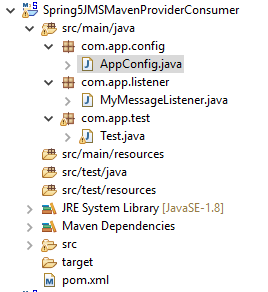 Spring5JMSMavenProviderConsumer
src/main/java
com.app.config
AppConfig.java
com.app.listener
MyMessageListener.java
com.app.test
Test.java
src/main/resources
src/test/java
src/test/resources
JRE System Library [JavaSE-1.8]
Maven Dependencies
src
target
pom.xml